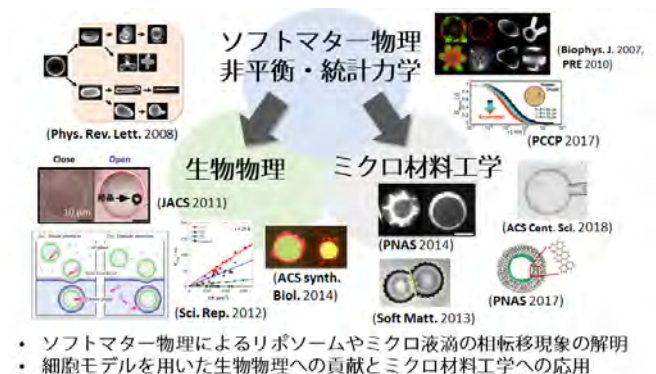 ソフトマター物理
非平衡・統計力学
(Biophys. J. 2007,
PRE 2010)
(Phys. Rev. Lett. 2008)
(PCCP 2017)
生物物理
ミクロ材料工学
Close
Open
10 μm
(JACS 2011)
(PNAS 2014)
(ACS Cent. Sci. 2018)
(ACS synth.
Biol. 2014)
(Sci. Rep. 2012)
(Soft Matt. 2013)
(PNAS 2017)
• ソフトマター物理によるリポソームやミクロ液滴の相転移現象の解明
• 細胞モデルを用いた生物物理への貢献とミクロ材料工学への応用